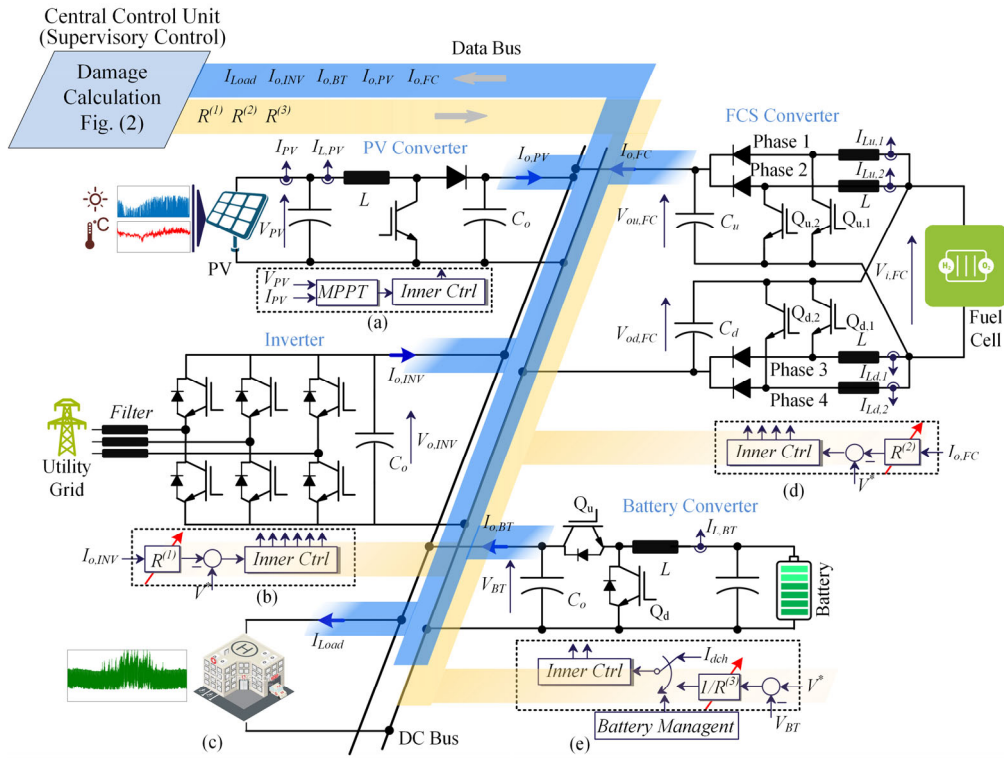 Central Control Unit
(Supervisory Control)
Data Bus
Damage
Calculation
Fig. (2)
I_Load I_o,INV I_o,BT I_o,PV I_o,FC
R^(1) R^(2) R^(3)
PV Converter
I_PV
I_L,PV
I_o,PV
L
V_PV
C_o
°C
PV
V_PV
I_PV
MPPT
Inner Ctrl
(a)
FCS Converter
I_o,FC
Phase 1
Phase 2
I_Lu,1
I_Lu,2
L
Q_u,2
Q_u,1
V_ou,FC
C_u
V_i,FC
H₂
O₂
Fuel
Cell
V_od,FC
C_d
Q_d,2
Q_d,1
L
Phase 3
Phase 4
I_Ld,1
I_Ld,2
Inner Ctrl
V*
−
R^(2)
I_o,FC
(d)
Inverter
I_o,INV
Filter
Utility
Grid
C_o
V_o,INV
I_o,INV
R^(1)
−
V*
Inner Ctrl
(b)
Battery Converter
I_o,BT
Q_u
I_L,BT
L
V_BT
C_o
Q_d
Battery
Inner Ctrl
I_dch
1/R^(3)
V*
−
V_BT
Battery Managent
(e)
I_Load
H
(c)
DC Bus